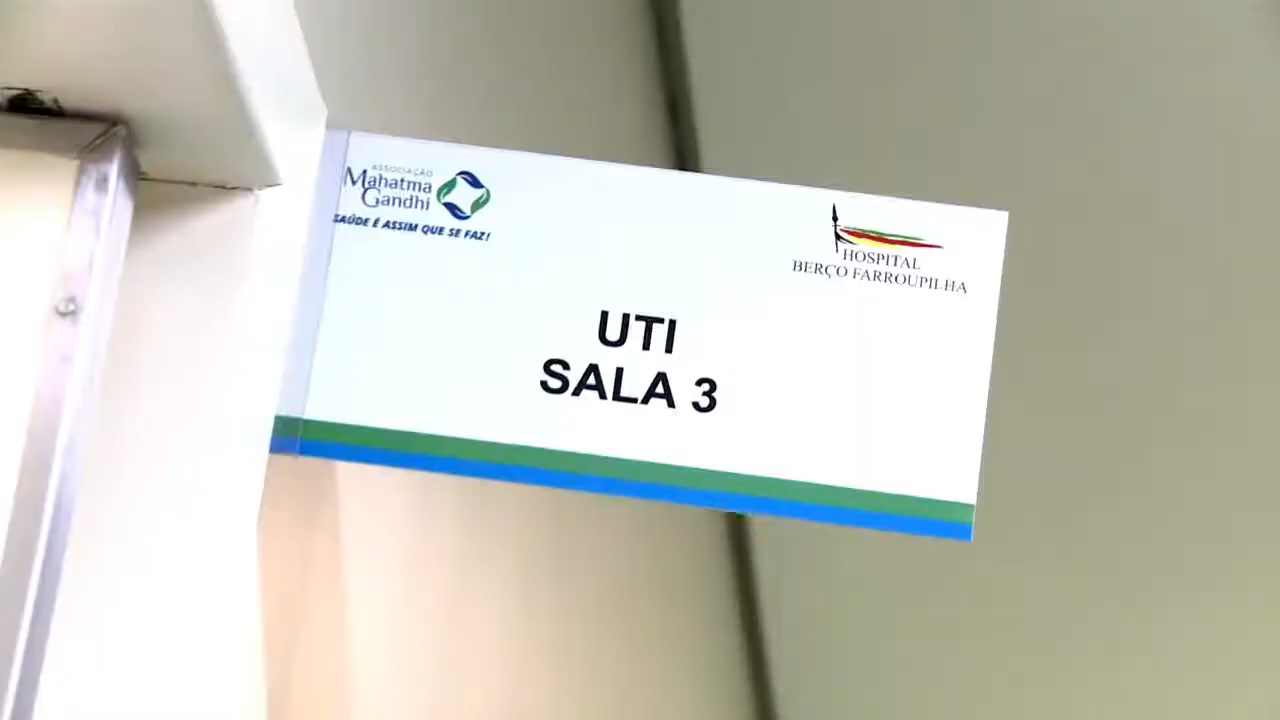 ASSOCIAÇÃO
Mahatma
Gandhi
SAÚDE É ASSIM QUE SE FAZ!
HOSPITAL
BERÇO FARROUPILHA
UTI
SALA 3